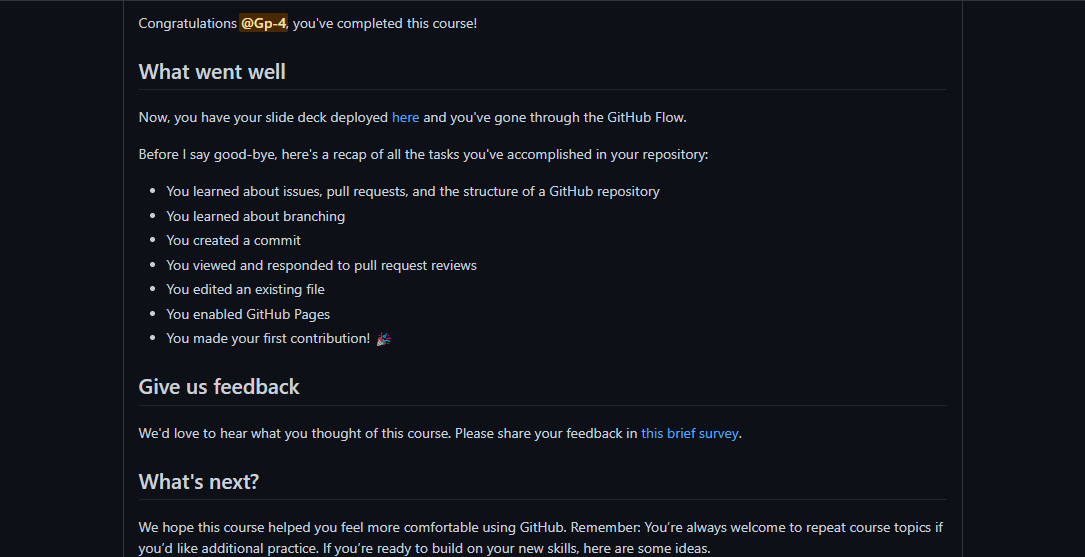 Congratulations @Gp-4, you've completed this course!
What went well
Now, you have your slide deck deployed here and you've gone through the GitHub Flow.
Before I say good-bye, here's a recap of all the tasks you've accomplished in your repository:
• You learned about issues, pull requests, and the structure of a GitHub repository
• You learned about branching
• You created a commit
• You viewed and responded to pull request reviews
• You edited an existing file
• You enabled GitHub Pages
• You made your first contribution! 🎉
Give us feedback
We'd love to hear what you thought of this course. Please share your feedback in this brief survey.
What's next?
We hope this course helped you feel more comfortable using GitHub. Remember: You’re always welcome to repeat course topics if
you’d like additional practice. If you’re ready to build on your new skills, here are some ideas.